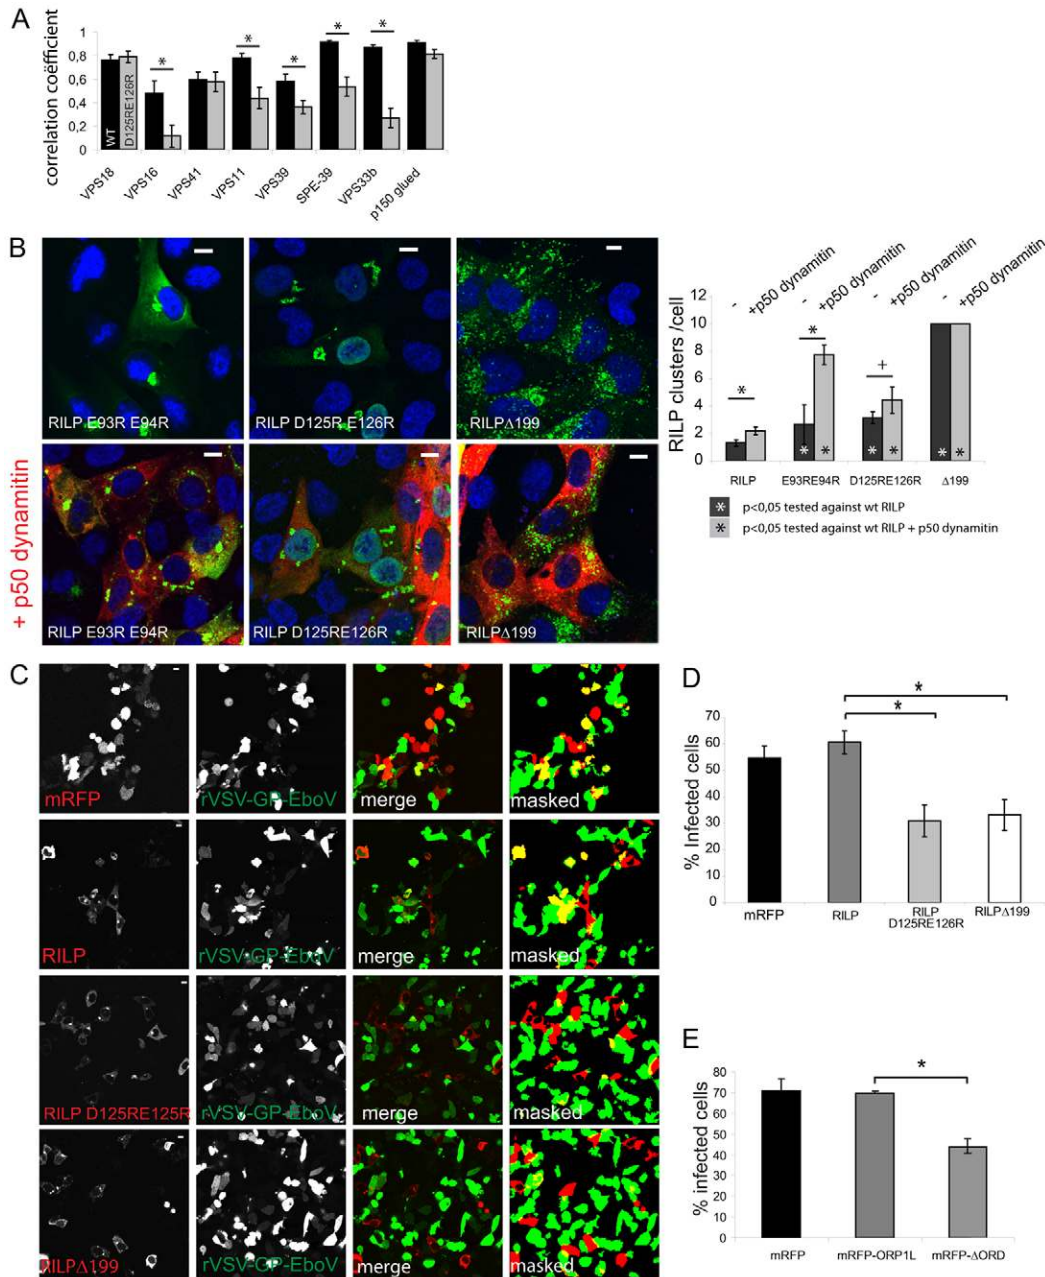 A
correlation coëfficient
1
0,8
0,6
0,4
0,2
0
WT
D125RE126R
*
*
*
*
*
VPS18
VPS16
VPS41
VPS11
VPS39
SPE-39
VPS33b
p150 glued
B
RILP E93R E94R
RILP D125R E126R
RILPΔ199
+ p50 dynamitin
RILP E93R E94R
RILP D125RE126R
RILPΔ199
RILP clusters /cell
12
10
8
6
4
2
0
-
+p50 dynamitin
-
+p50 dynamitin
-
+p50 dynamitin
-
+p50 dynamitin
*
*
+
* * * * * *
RILP
E93RE94R
D125RE126R
Δ199
* p<0,05 tested against wt RILP
* p<0,05 tested against wt RILP + p50 dynamitin
C
mRFP
rVSV-GP-EboV
merge
masked
RILP
rVSV-GP-EboV
merge
masked
RILP D125RE125R
rVSV-GP-EboV
merge
masked
RILPΔ199
rVSV-GP-EboV
merge
masked
D
% Infected cells
70
60
50
40
30
20
10
0
*
*
mRFP
RILP
RILP
D125RE126R
RILPΔ199
E
% infected cells
80
70
60
50
40
30
20
10
0
*
mRFP
mRFP-ORP1L
mRFP-ΔORD